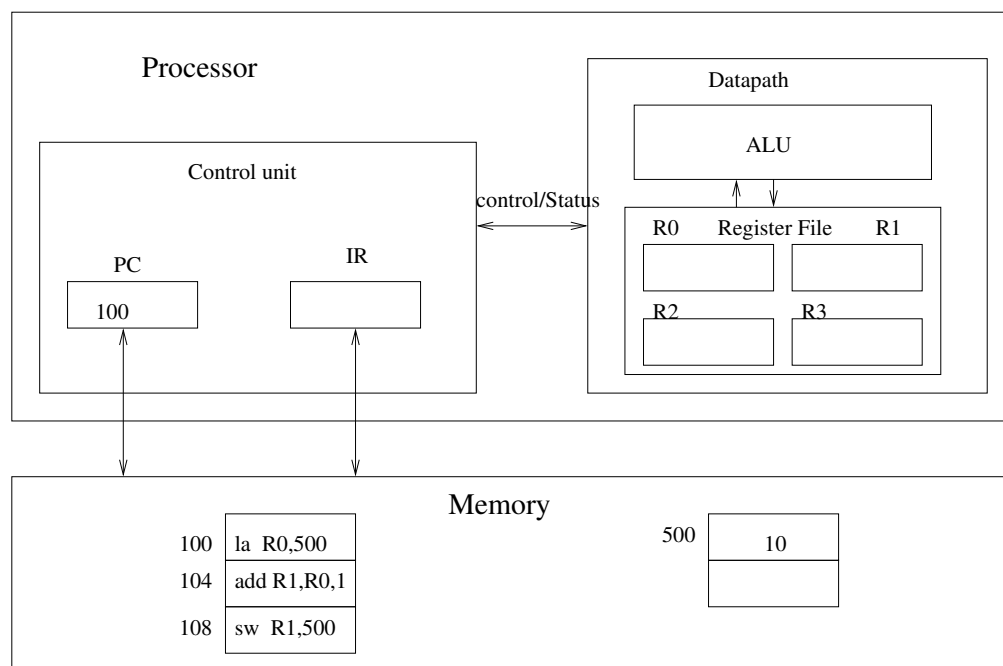 Processor
Datapath
ALU
Control unit
control/Status
R0 Register File R1
PC
IR
100
R2 R3
Memory
100 la R0,500
500 10
104 add R1,R0,1
108 sw R1,500